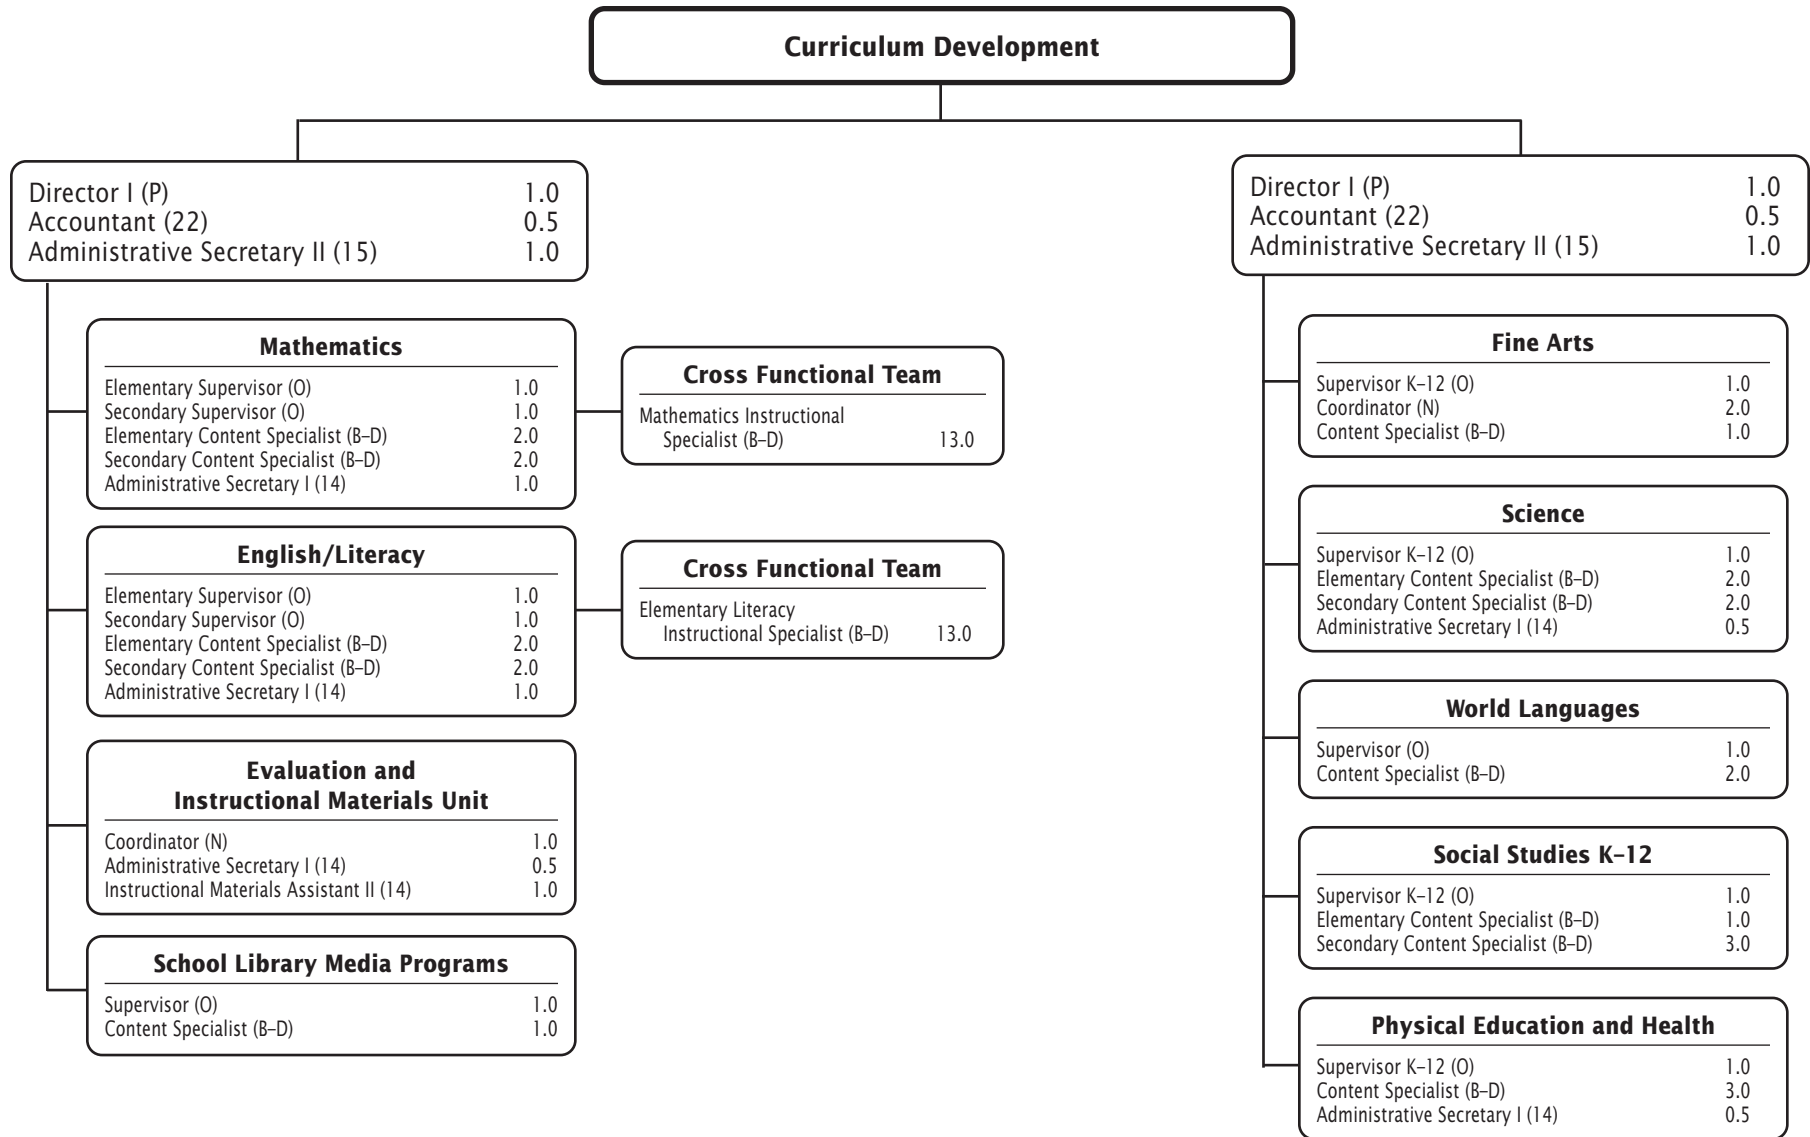 Curriculum Development
Director I (P) 1.0
Accountant (22) 0.5
Administrative Secretary II (15) 1.0
Mathematics
Elementary Supervisor (O) 1.0
Secondary Supervisor (O) 1.0
Elementary Content Specialist (B–D) 2.0
Secondary Content Specialist (B–D) 2.0
Administrative Secretary I (14) 1.0
Cross Functional Team
Mathematics Instructional
Specialist (B–D) 13.0
English/Literacy
Elementary Supervisor (O) 1.0
Secondary Supervisor (O) 1.0
Elementary Content Specialist (B–D) 2.0
Secondary Content Specialist (B–D) 2.0
Administrative Secretary I (14) 1.0
Cross Functional Team
Elementary Literacy
Instructional Specialist (B–D) 13.0
Evaluation and
Instructional Materials Unit
Coordinator (N) 1.0
Administrative Secretary I (14) 0.5
Instructional Materials Assistant II (14) 1.0
School Library Media Programs
Supervisor (O) 1.0
Content Specialist (B–D) 1.0
Director I (P) 1.0
Accountant (22) 0.5
Administrative Secretary II (15) 1.0
Fine Arts
Supervisor K–12 (O) 1.0
Coordinator (N) 2.0
Content Specialist (B–D) 1.0
Science
Supervisor K–12 (O) 1.0
Elementary Content Specialist (B–D) 2.0
Secondary Content Specialist (B–D) 2.0
Administrative Secretary I (14) 0.5
World Languages
Supervisor (O) 1.0
Content Specialist (B–D) 2.0
Social Studies K–12
Supervisor K–12 (O) 1.0
Elementary Content Specialist (B–D) 1.0
Secondary Content Specialist (B–D) 3.0
Physical Education and Health
Supervisor K–12 (O) 1.0
Content Specialist (B–D) 3.0
Administrative Secretary I (14) 0.5